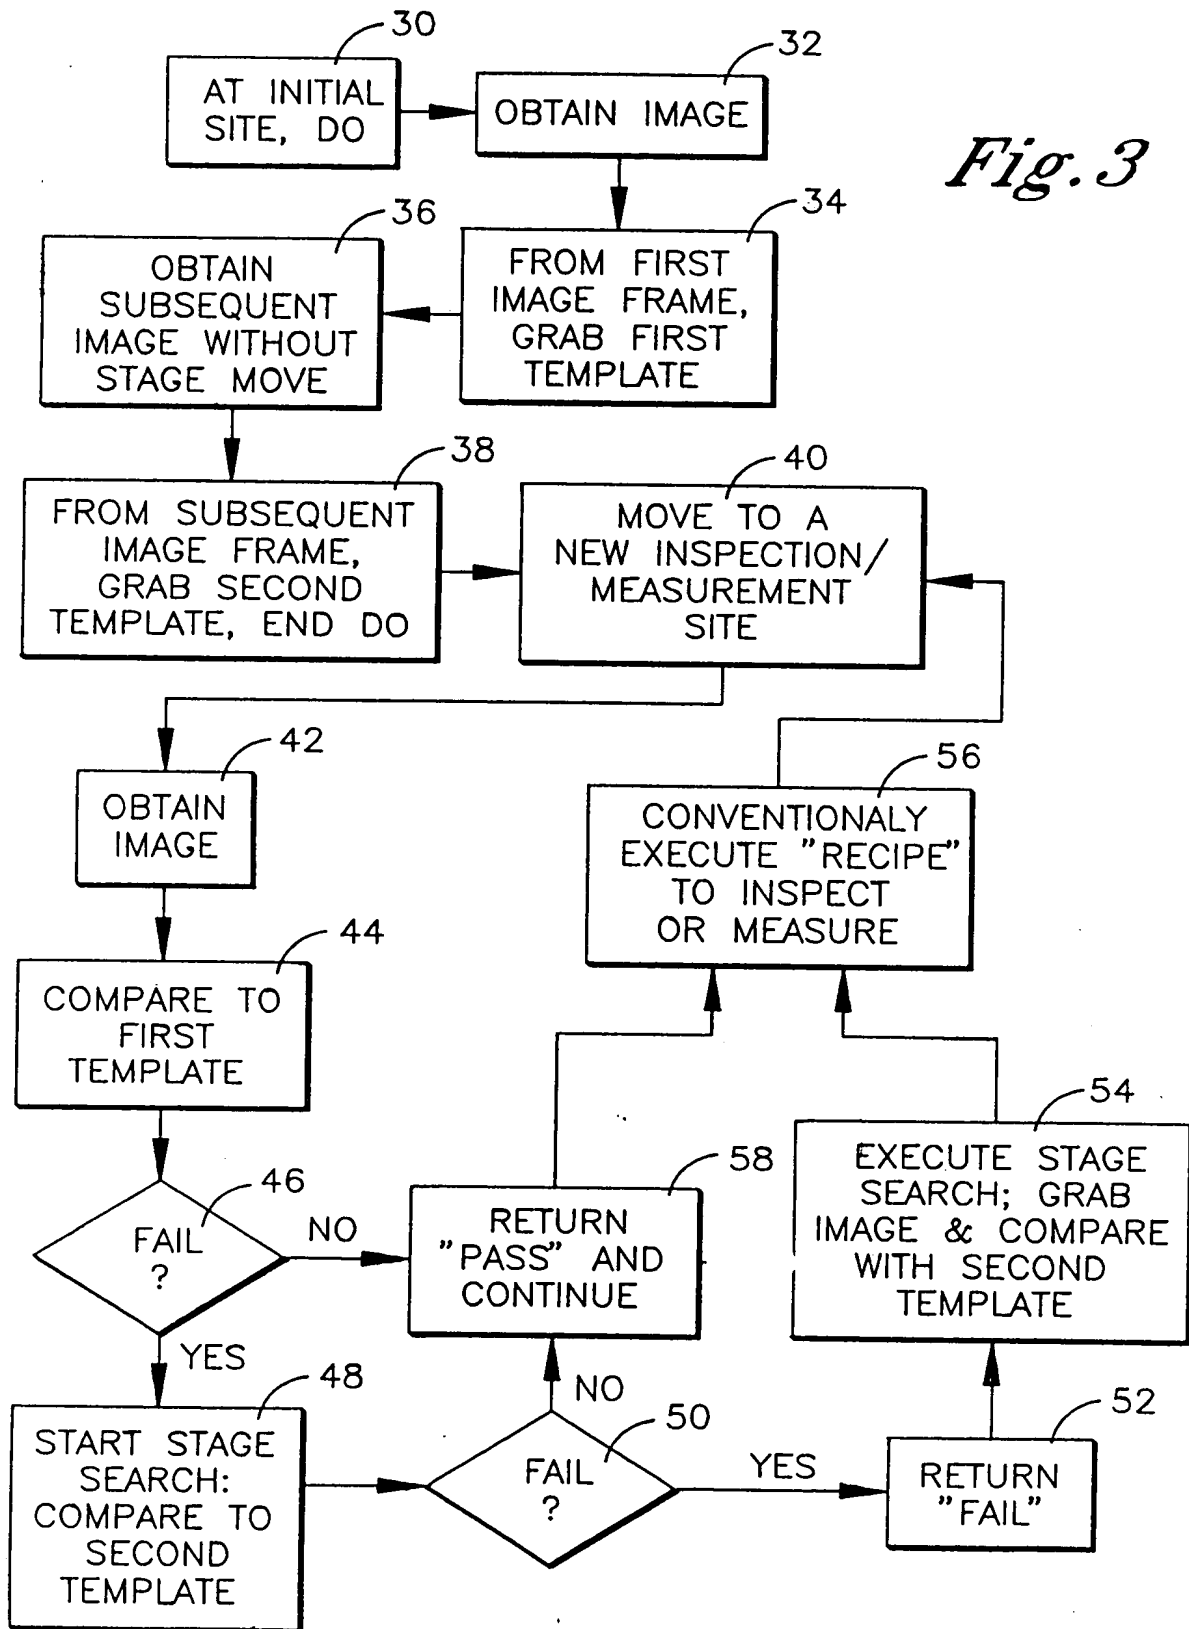 30
AT INITIAL
SITE, DO
32
OBTAIN IMAGE
Fig. 3
34
FROM FIRST
IMAGE FRAME,
GRAB FIRST
TEMPLATE
36
OBTAIN
SUBSEQUENT
IMAGE WITHOUT
STAGE MOVE
38
FROM SUBSEQUENT
IMAGE FRAME,
GRAB SECOND
TEMPLATE, END DO
40
MOVE TO A
NEW INSPECTION/
MEASUREMENT
SITE
42
OBTAIN
IMAGE
44
COMPARE TO
FIRST
TEMPLATE
46
FAIL
?
NO
YES
48
START STAGE
SEARCH:
COMPARE TO
SECOND
TEMPLATE
50
FAIL
?
NO
YES
52
RETURN
"FAIL"
54
EXECUTE STAGE
SEARCH; GRAB
IMAGE & COMPARE
WITH SECOND
TEMPLATE
56
CONVENTIONALY
EXECUTE "RECIPE"
TO INSPECT
OR MEASURE
58
RETURN
"PASS" AND
CONTINUE